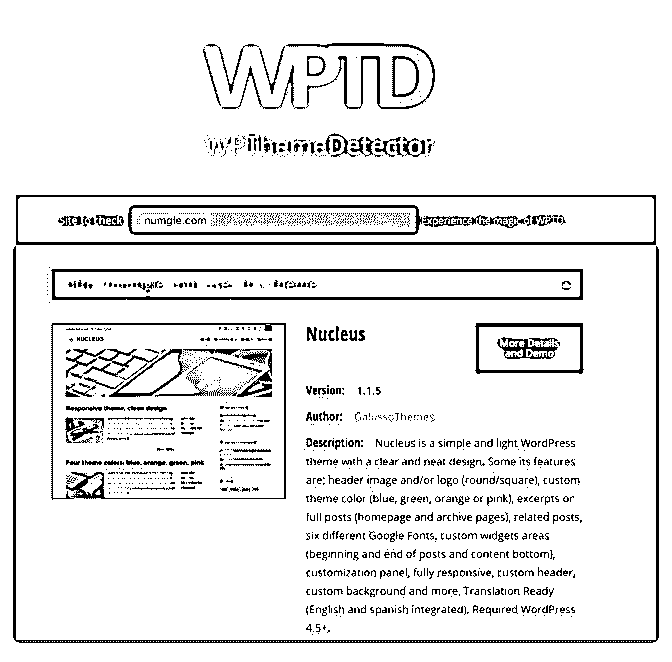 WPTD
WPThemeDetector
Site to check numgle.com Experience the magic of WPTD
NUCLEUS
Responsive theme, clean design
Four theme colors: blue, orange, green, pink
Nucleus
More Details
and Demo
Version: 1.1.5
Author: GalussoThemes
Description: Nucleus is a simple and light WordPress
theme with a clear and neat design. Some its features
are; header image and/or logo (round/square), custom
theme color (blue, green, orange or pink), excerpts or
full posts (homepage and archive pages), related posts,
six different Google Fonts, custom widgets areas
(beginning and end of posts and content bottom),
customization panel, fully responsive, custom header,
custom background and more. Translation Ready
(English and spanish integrated). Required WordPress
4.5+.